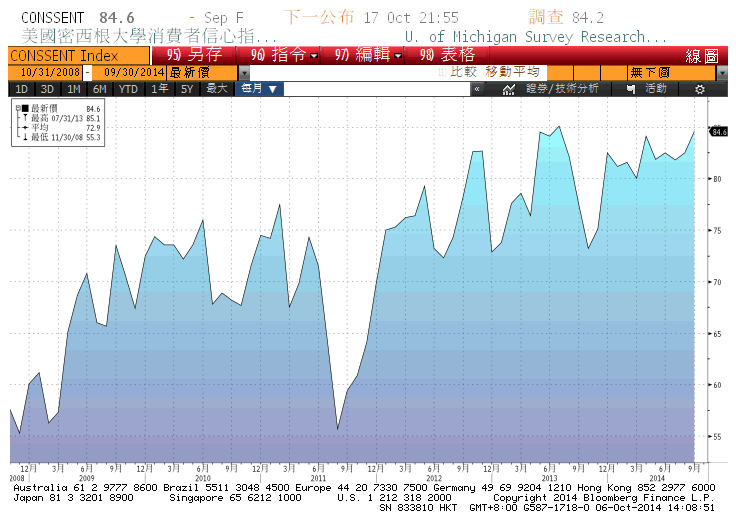 CONSSENT 84.6 - Sep F 下一公布 17 Oct 21:55 調查 84.2
美國密西根大學消費者信心指... U. of Michigan Survey Research...
CONSSENT Index 95) 另存 96) 指令 97) 編輯 98) 表格 線圖
10/31/2008 - 09/30/2014 最新價 比較 移動平均 無下圖
1D 3D 1M 6M YTD 1年 5Y 最大 每月 ▼ « 證券/技術分析 活動
最新價 84.6
最高 07/31/13 85.1
平均 72.9
最低 11/30/08 55.3
84.6
80
75
70
65
60
55
12月 3月 6月 9月 12月 3月 6月 9月 12月 3月 6月 9月 12月 3月 6月 9月 12月 3月 6月 9月 12月 3月 6月 9月
2008 2009 2010 2011 2012 2013 2014
Australia 61 2 9777 8600 Brazil 5511 3048 4500 Europe 44 20 7330 7500 Germany 49 69 9204 1210 Hong Kong 852 2977 6000
Japan 81 3 3201 8900 Singapore 65 6212 1000 U.S. 1 212 318 2000 Copyright 2014 Bloomberg Finance L.P.
SN 833810 HKT GMT+8:00 G587-1718-0 06-Oct-2014 14:08:51